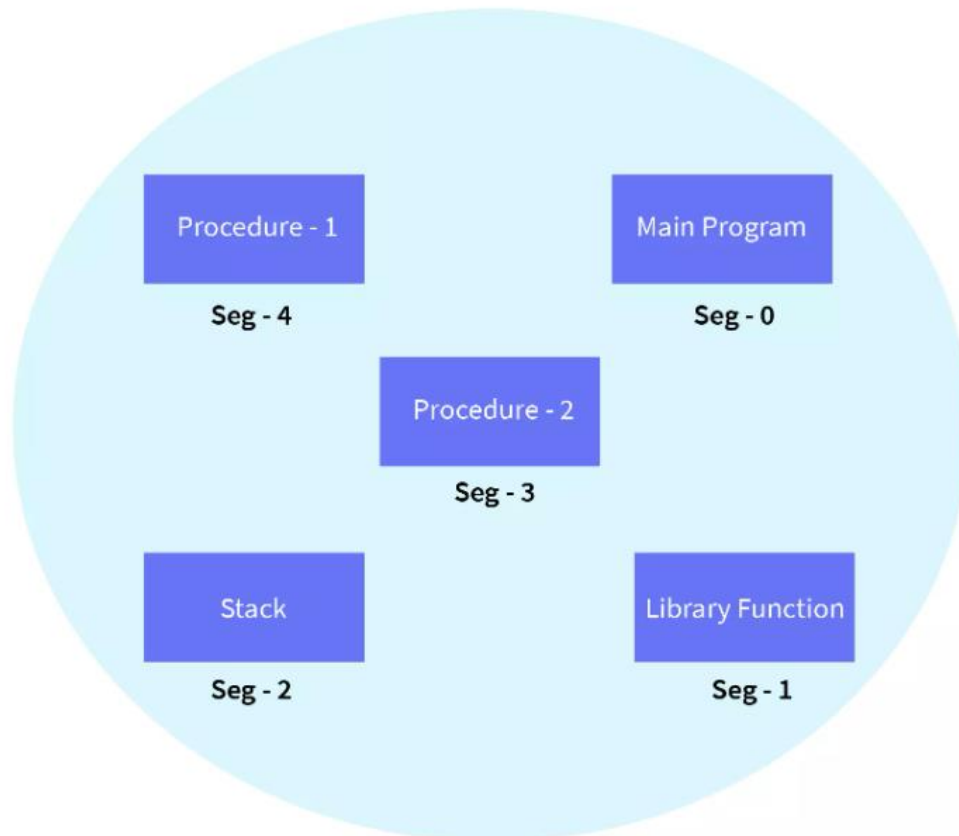 Procedure - 1
Main Program
Seg - 4
Seg - 0
Procedure - 2
Seg - 3
Stack
Library Function
Seg - 2
Seg - 1